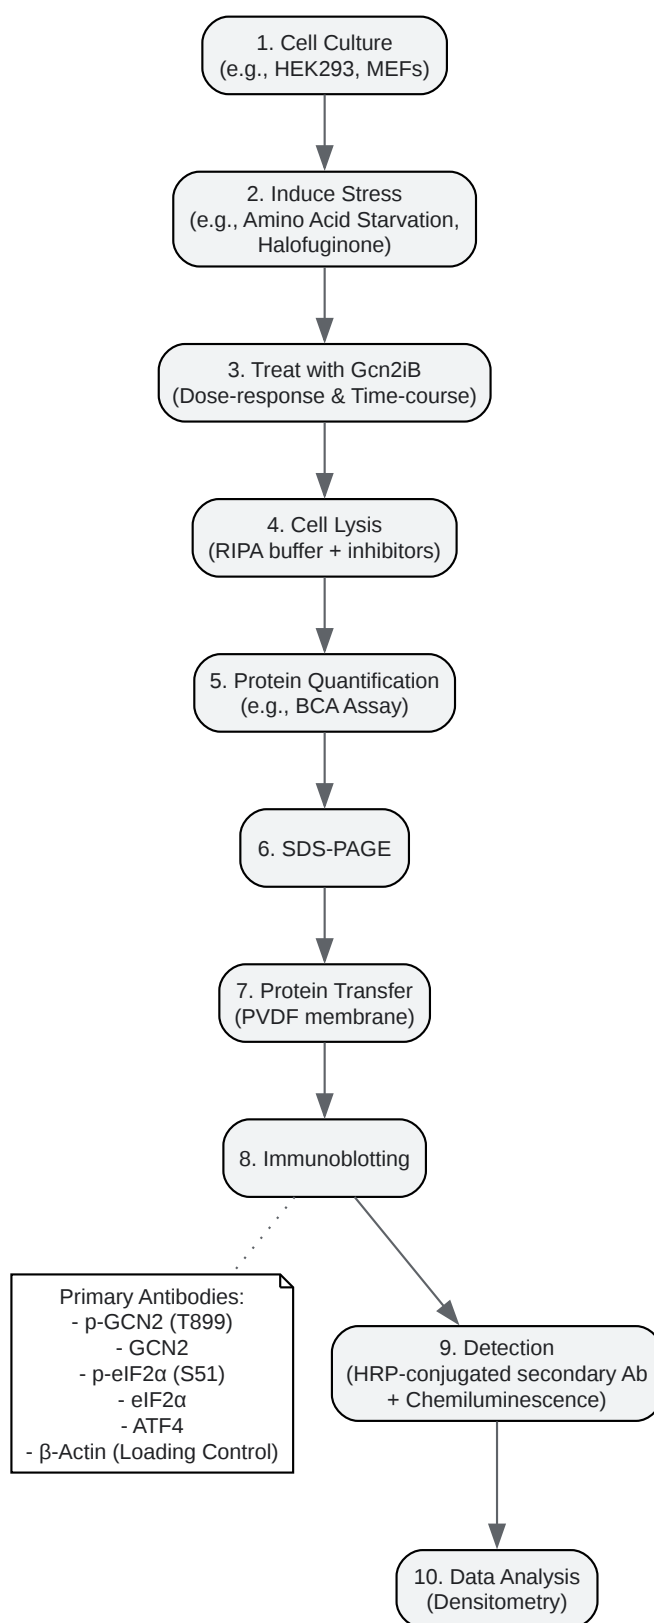 1. Cell Culture
(e.g., HEK293, MEFs)
2. Induce Stress
(e.g., Amino Acid Starvation,
Halofuginone)
3. Treat with Gcn2iB
(Dose-response & Time-course)
4. Cell Lysis
(RIPA buffer + inhibitors)
5. Protein Quantification
(e.g., BCA Assay)
6. SDS-PAGE
7. Protein Transfer
(PVDF membrane)
8. Immunoblotting
Primary Antibodies:
- p-GCN2 (T899)
- GCN2
- p-eIF2α (S51)
- eIF2α
- ATF4
- β-Actin (Loading Control)
9. Detection
(HRP-conjugated secondary Ab
+ Chemiluminescence)
10. Data Analysis
(Densitometry)